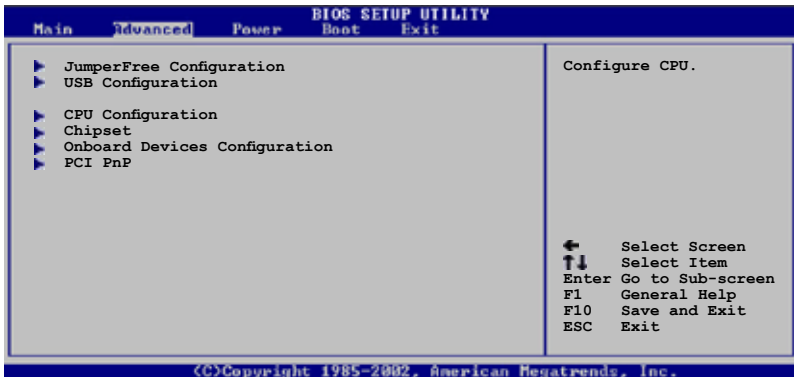 BIOS SETUP UTILITY
Main Advanced Power Boot Exit
JumperFree Configuration
USB Configuration
CPU Configuration
Chipset
Onboard Devices Configuration
PCI PnP
Configure CPU.
Select Screen
Select Item
Enter Go to Sub-screen
F1 General Help
F10 Save and Exit
ESC Exit
(C)Copyright 1985-2002, American Megatrends, Inc.